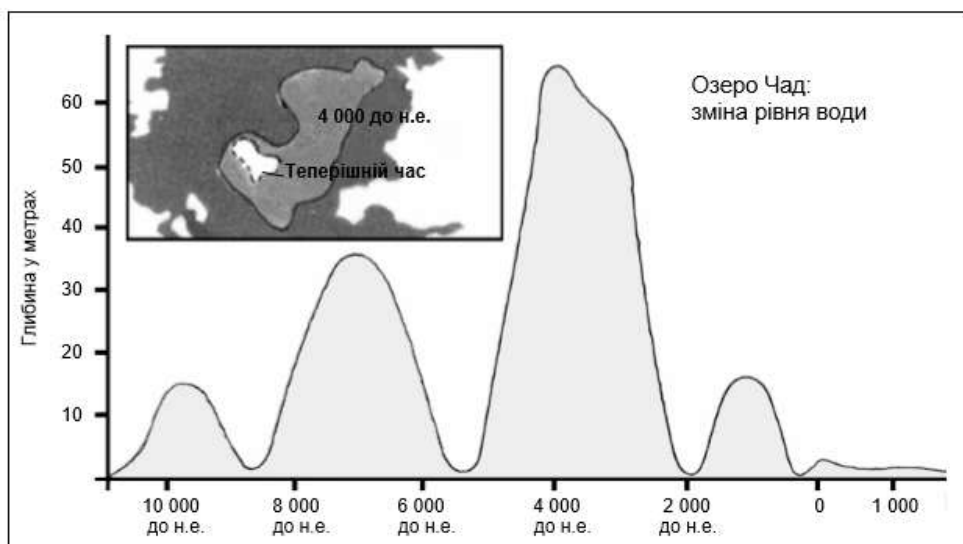 Озеро Чад:
зміна рівня води
4 000 до н.е.
Теперішній час
Глибина у метрах
60
50
40
30
20
10
10 000
до н.е.
8 000
до н.е.
6 000
до н.е.
4 000
до н.е.
2 000
до н.е.
0
1 000